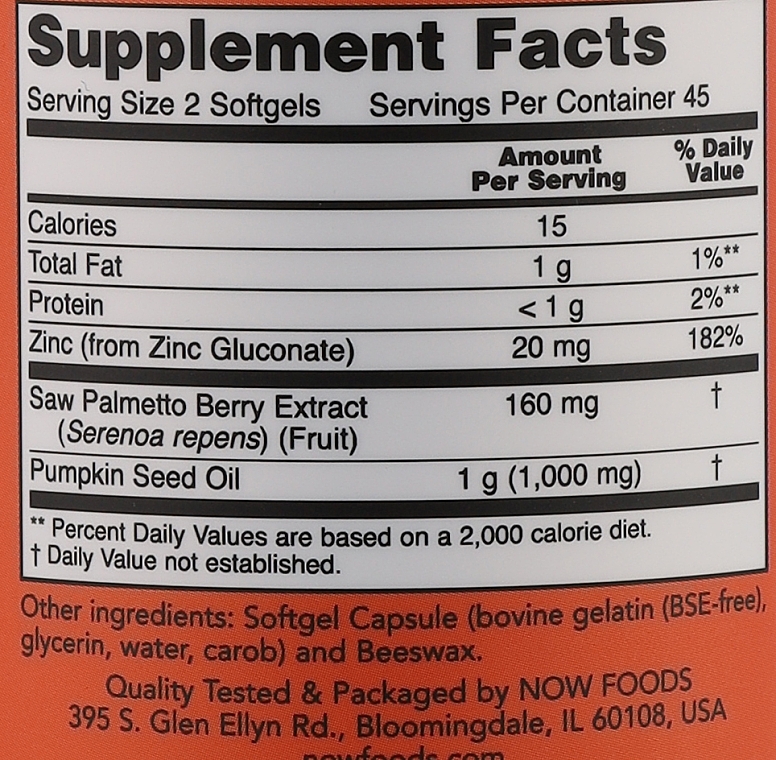 Supplement Facts
Serving Size 2 Softgels Servings Per Container 45
Amount Per Serving % Daily Value
Calories 15
Total Fat 1 g 1%**
Protein < 1 g 2%**
Zinc (from Zinc Gluconate) 20 mg 182%
Saw Palmetto Berry Extract 160 mg †
(Serenoa repens) (Fruit)
Pumpkin Seed Oil 1 g (1,000 mg) †
** Percent Daily Values are based on a 2,000 calorie diet.
† Daily Value not established.
Other ingredients: Softgel Capsule (bovine gelatin (BSE-free),
glycerin, water, carob) and Beeswax.
Quality Tested & Packaged by NOW FOODS
395 S. Glen Ellyn Rd., Bloomingdale, IL 60108, USA
nowfoods.com